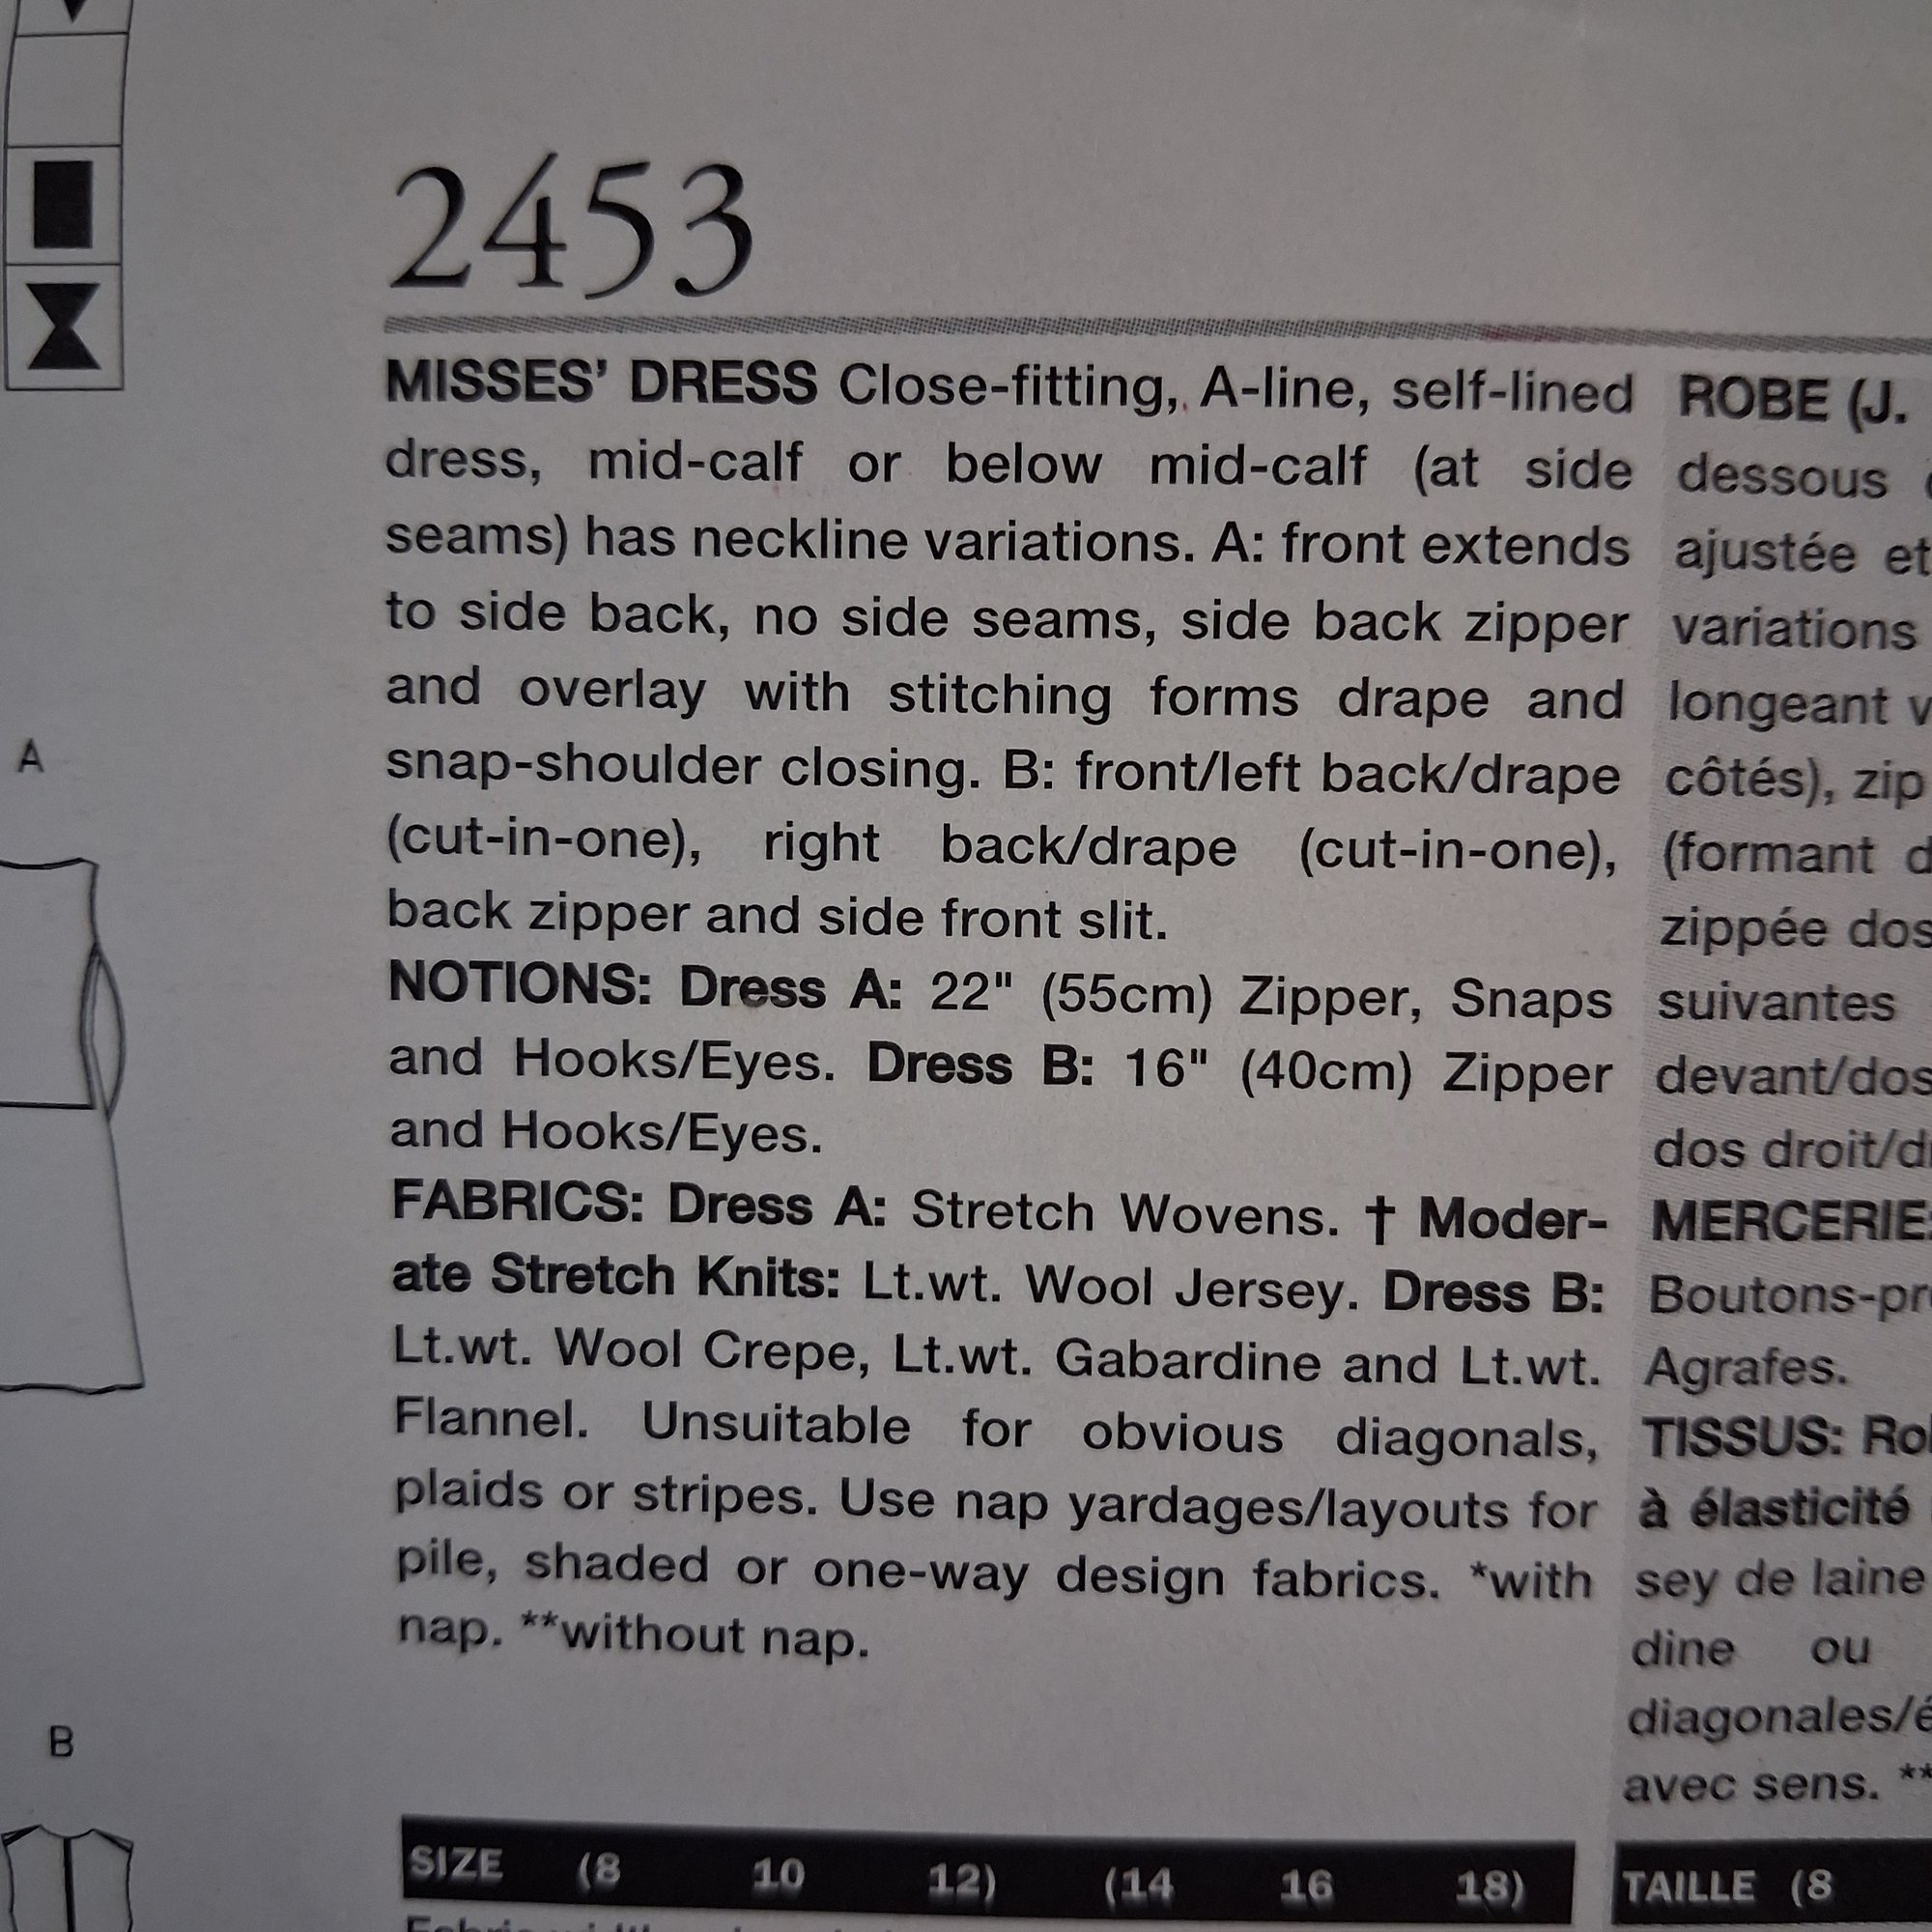 2453
MISSES' DRESS Close-fitting, A-line, self-lined
dress, mid-calf or below mid-calf (at side
seams) has neckline variations. A: front extends
to side back, no side seams, side back zipper
and overlay with stitching forms drape and
snap-shoulder closing. B: front/left back/drape
(cut-in-one), right back/drape (cut-in-one),
back zipper and side front slit.
NOTIONS: Dress A: 22" (55cm) Zipper, Snaps
and Hooks/Eyes. Dress B: 16" (40cm) Zipper
and Hooks/Eyes.
FABRICS: Dress A: Stretch Wovens. † Moder-
ate Stretch Knits: Lt.wt. Wool Jersey. Dress B:
Lt.wt. Wool Crepe, Lt.wt. Gabardine and Lt.wt.
Flannel. Unsuitable for obvious diagonals,
plaids or stripes. Use nap yardages/layouts for
pile, shaded or one-way design fabrics. *with
nap. **without nap.
SIZE (8 10 12) (14 16 18)
ROBE (J.
dessous
ajustée et
variations
longeant
côtés), zip
(formant
zippée dos
suivantes
devant/dos
dos droit/
MERCERIE:
Boutons-pr
Agrafes.
TISSUS:
à élasticité
sey de laine
dine ou
diagonales/
avec sens. **
TAILLE (8
A
B